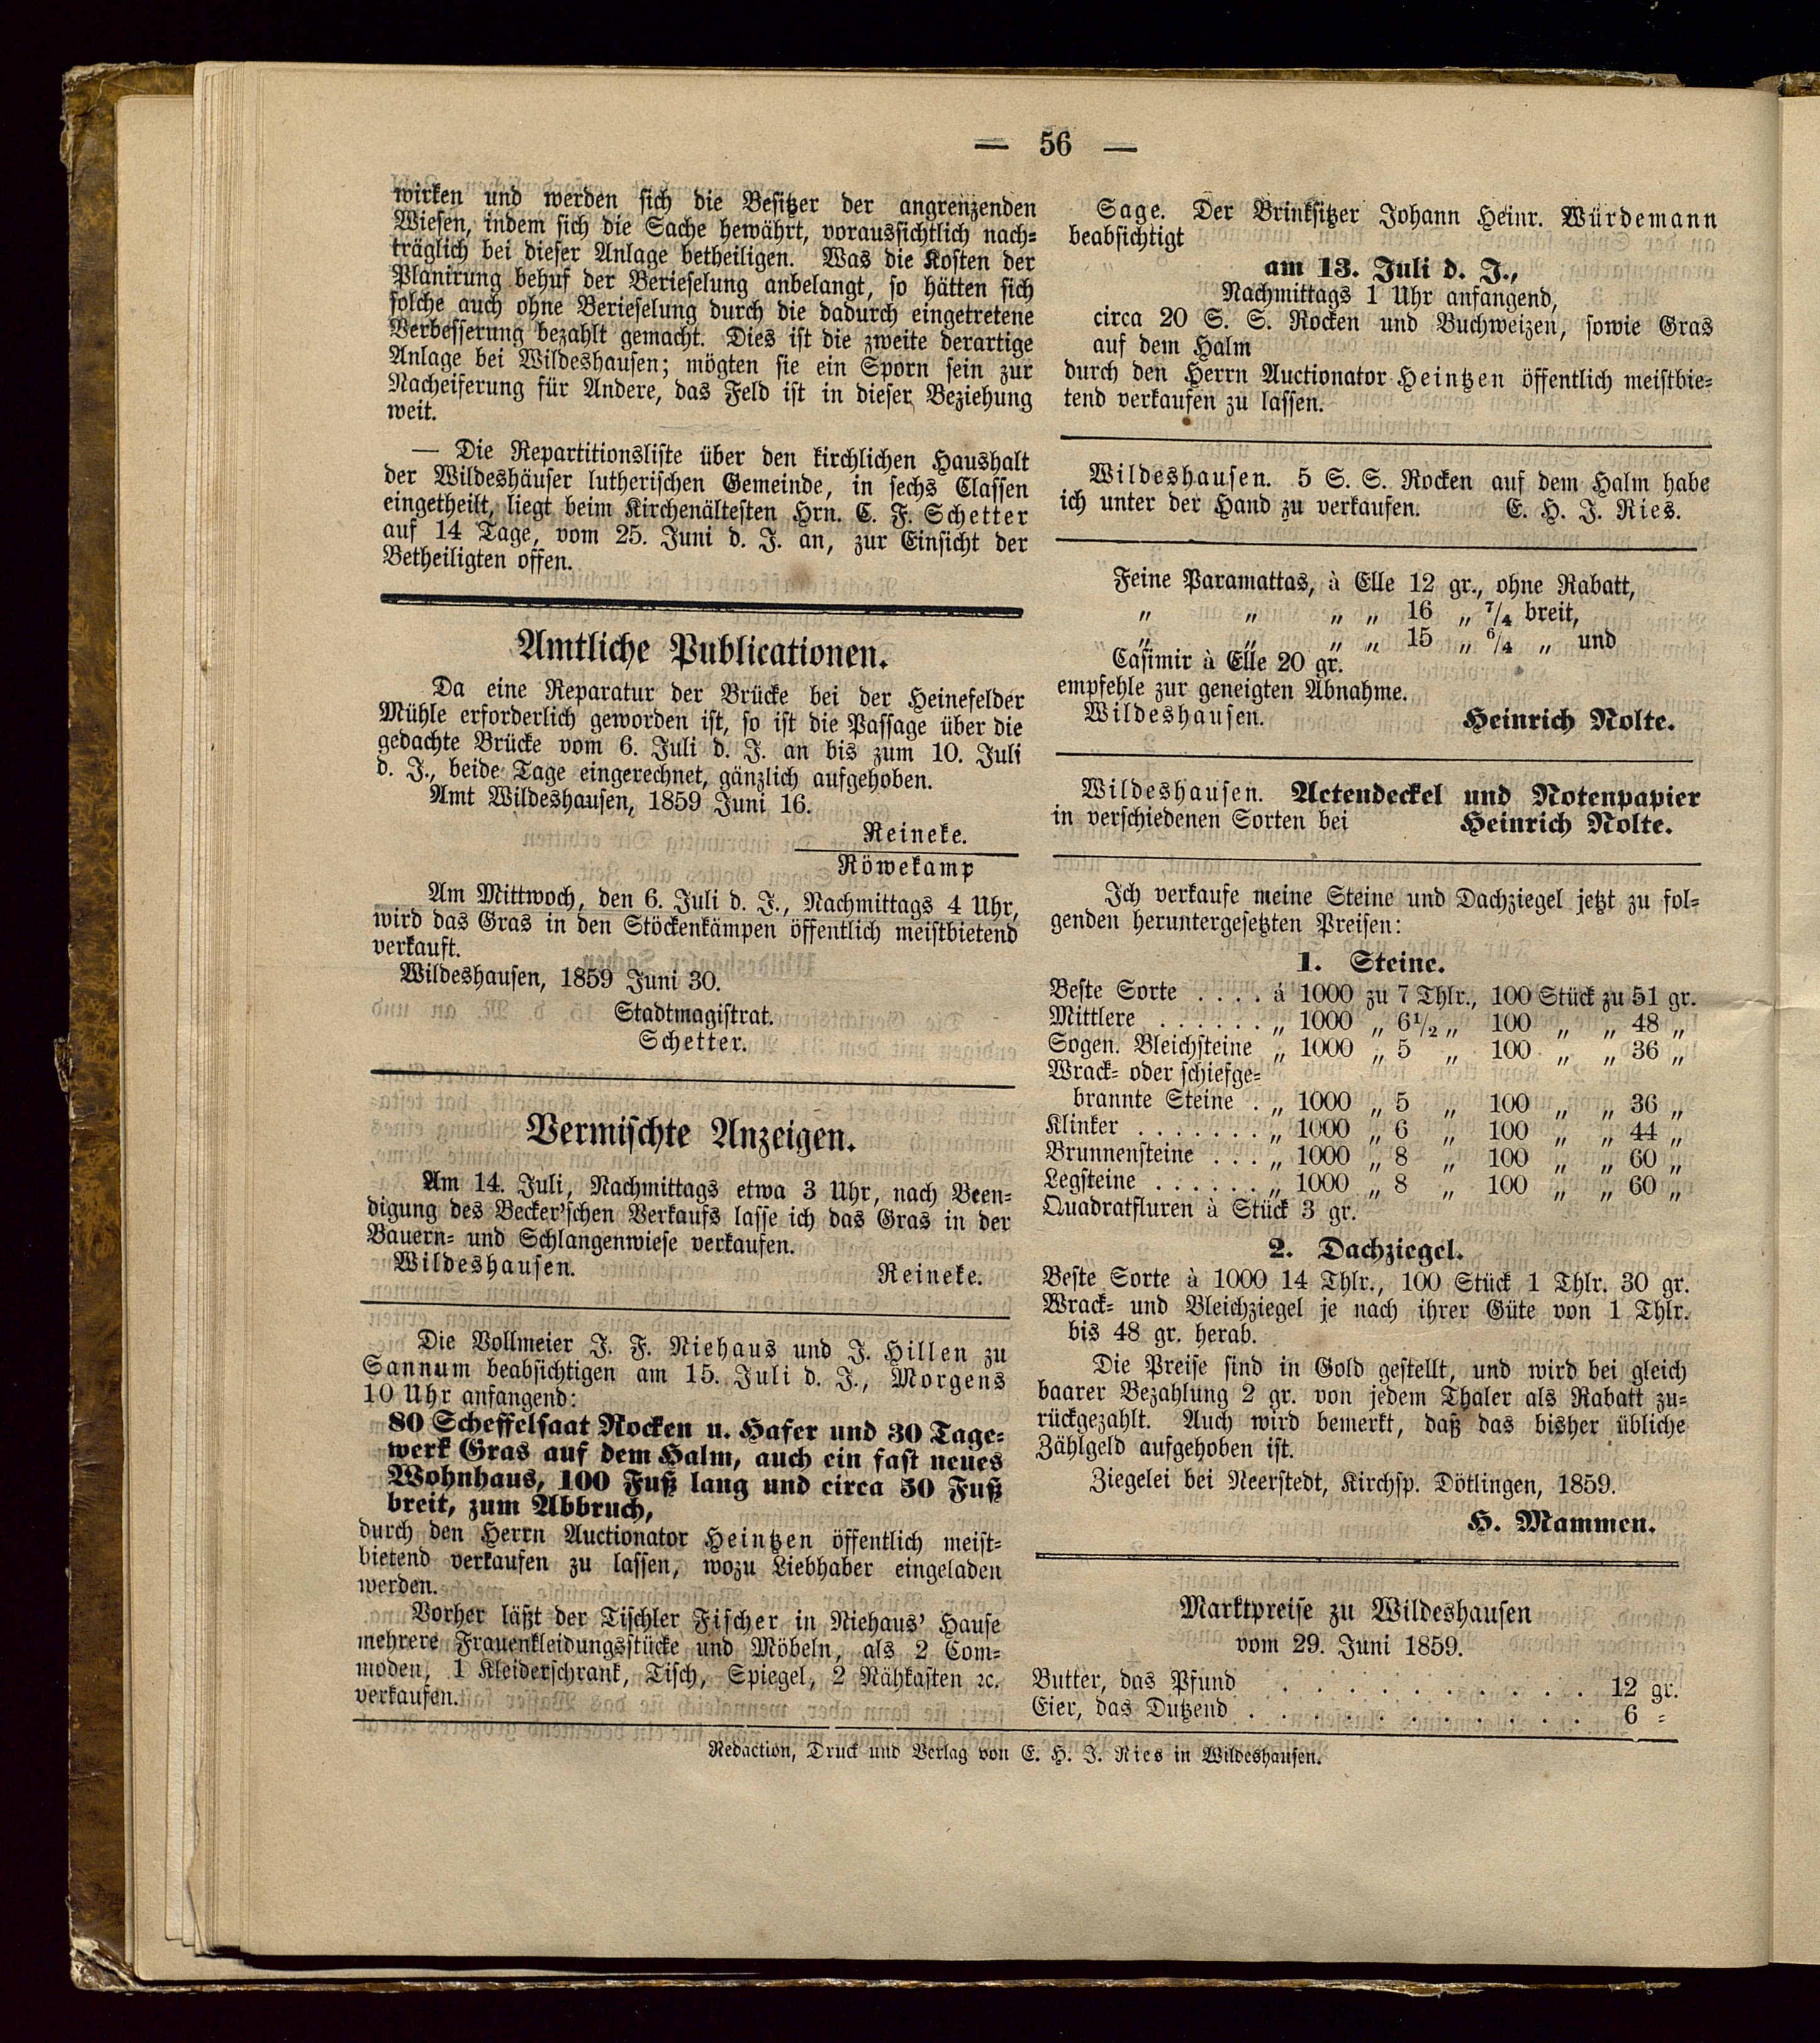 — 56 —
wirken und werden sich die Besitzer der angrenzenden
Wiesen, indem sich die Sache hewährt, voraussichtlich nach-
träglich bei dieser Anlage betheiligen. Was die Kosten der
Planirung behuf der Berieselung anbelangt, so hätten sich
solche auch ohne Berieselung durch die dadurch eingetretene
Verbesserung bezahlt gemacht. Dies ist die zweite derartige
Anlage bei Wildeshausen; mögten sie ein Sporn sein zur
Nacheiferung für Andere, das Feld ist in dieser Beziehung
weit.
— Die Repartitionsliste über den kirchlichen Haushalt
der Wildeshäuser lutherischen Gemeinde, in sechs Classen
eingetheilt, liegt beim Kirchenältesten Hrn. C. F. Schetter
auf 14 Tage, vom 25. Juni d. J. an, zur Einsicht der
Betheiligten offen.
Amtliche Publicationen.
Da eine Reparatur der Brücke bei der Heinefelder
Mühle erforderlich geworden ist, so ist die Passage über die
gedachte Brücke vom 6. Juli d. J. an bis zum 10. Juli
d. J., beide Tage eingerechnet, gänzlich aufgehoben.
Amt Wildeshausen, 1859 Juni 16.
Reineke.
Röwekamp
Am Mittwoch, den 6. Juli d. J., Nachmittags 4 Uhr,
wird das Gras in den Stöckenkämpen öffentlich meistbietend
verkauft.
Wildeshausen, 1859 Juni 30.
Stadtmagistrat.
Schetter.
Vermischte Anzeigen.
Am 14. Juli, Nachmittags etwa 3 Uhr, nach Been-
digung des Becker'schen Verkaufs lasse ich das Gras in der
Bauern- und Schlangenwiese verkaufen.
Wildeshausen. Reineke.
Die Vollmeier J. F. Niehaus und J. Hillen zu
Sannum beabsichtigen am 15. Juli d. J., Morgens
10 Uhr anfangend:
80 Scheffelsaat Rocken u. Hafer und 30 Tage-
werk Gras auf dem Halm, auch ein fast neues
Wohnhaus, 100 Fuß lang und circa 50 Fuß
breit, zum Abbruch,
durch den Herrn Auctionator Heintzen öffentlich meist-
bietend verkaufen zu lassen, wozu Liebhaber eingeladen
werden.
Vorher läßt der Tischler Fischer in Niehaus' Hause
mehrere Frauenkleidungsstücke und Möbeln, als 2 Com-
moden, 1 Kleiderschrank, Tisch, Spiegel, 2 Nähkasten ꝛc.
verkaufen.
Sage. Der Brinksitzer Johann Heinr. Würdemann
beabsichtigt
am 13. Juli d. J.,
Nachmittags 1 Uhr anfangend,
circa 20 S. S. Rocken und Buchweizen, sowie Gras
auf dem Halm
durch den Herrn Auctionator Heintzen öffentlich meistbie-
tend verkaufen zu lassen.
Wildeshausen. 5 S. S. Rocken auf dem Halm habe
ich unter der Hand zu verkaufen. E. H. J. Ries.
Feine Paramattas, à Elle 12 gr., ohne Rabatt,
„ „ „ „ 16 „ 7/4 breit,
„ „ „ „ 15 „ 6/4 „ und
Casimir à Elle 20 gr.
empfehle zur geneigten Abnahme.
Wildeshausen. Heinrich Nolte.
Wildeshausen. Actendeckel und Notenpapier
in verschiedenen Sorten bei Heinrich Nolte.
Ich verkaufe meine Steine und Dachziegel jetzt zu fol-
genden heruntergesetzten Preisen:
1. Steine.
Beste Sorte . . . . à 1000 zu 7 Thlr., 100 Stück zu 51 gr.
Mittlere . . . . . . „ 1000 „ 6 1/2 „ 100 „ „ 48 „
Sogen. Bleichsteine „ 1000 „ 5 „ 100 „ „ 36 „
Wrack- oder schiefge-
brannte Steine . „ 1000 „ 5 „ 100 „ „ 36 „
Klinker . . . . . . . „ 1000 „ 6 „ 100 „ „ 44 „
Brunnensteine . . . „ 1000 „ 8 „ 100 „ „ 60 „
Legsteine . . . . . . „ 1000 „ 8 „ 100 „ „ 60 „
Quadratfluren à Stück 3 gr.
2. Dachziegel.
Beste Sorte à 1000 14 Thlr., 100 Stück 1 Thlr. 30 gr.
Wrack- und Bleichziegel je nach ihrer Güte von 1 Thlr.
bis 48 gr. herab.
Die Preise sind in Gold gestellt, und wird bei gleich
baarer Bezahlung 2 gr. von jedem Thaler als Rabatt zu-
rückgezahlt. Auch wird bemerkt, daß das bisher übliche
Zählgeld aufgehoben ist.
Ziegelei bei Neerstedt, Kirchsp. Dötlingen, 1859.
H. Mammen.
Marktpreise zu Wildeshausen
vom 29. Juni 1859.
Butter, das Pfund . . . . . . . . . . . 12 gr.
Eier, das Dutzend . . . . . . . . . . . 6 =
Redaction, Druck und Verlag von E. H. J. Ries in Wildeshausen.